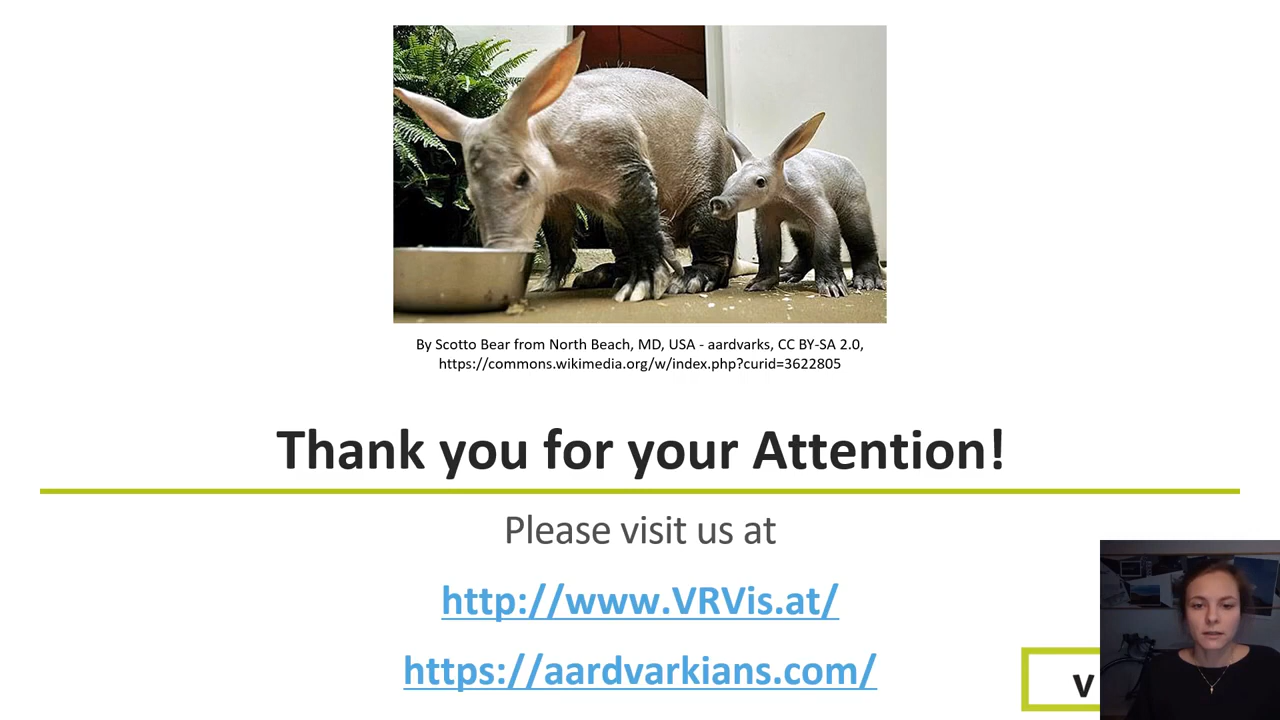 By Scotto Bear from North Beach, MD, USA - aardvarks, CC BY-SA 2.0,
https://commons.wikimedia.org/w/index.php?curid=3622805
Thank you for your Attention!
Please visit us at
http://www.VRVis.at/
https://aardvarkians.com/
v